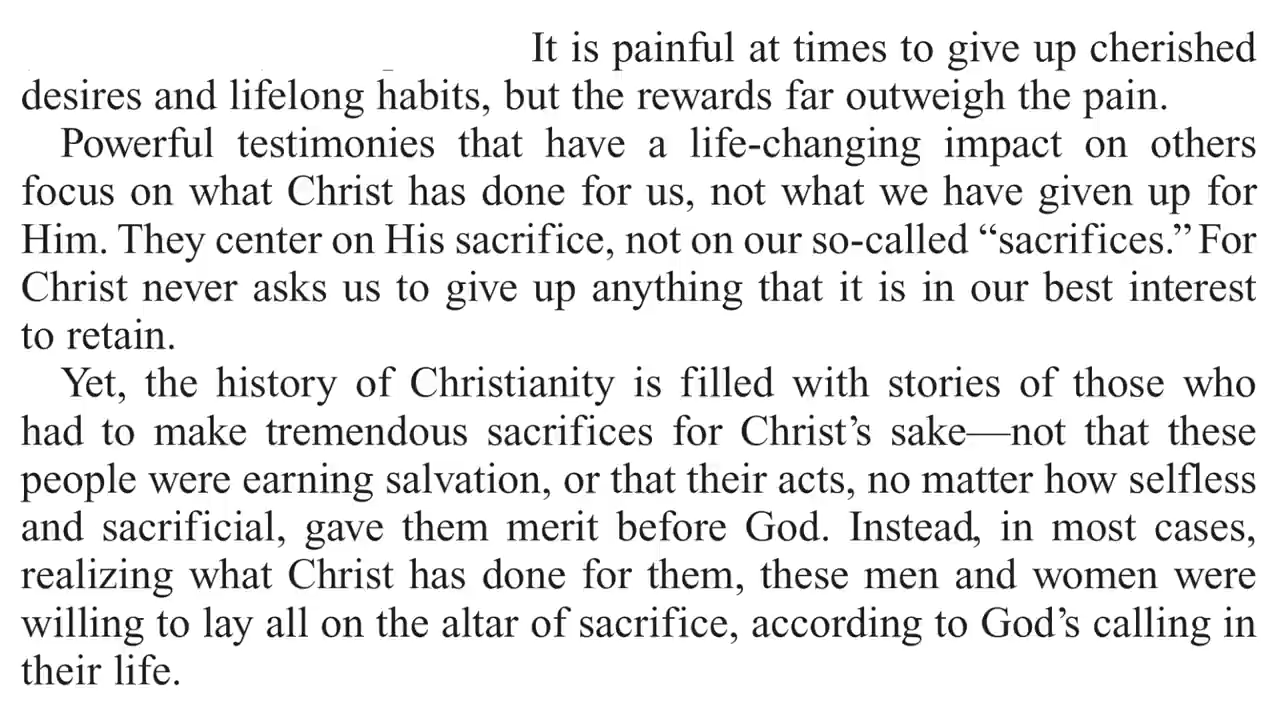 It is painful at times to give up cherished
desires and lifelong habits, but the rewards far outweigh the pain.
Powerful testimonies that have a life-changing impact on others
focus on what Christ has done for us, not what we have given up for
Him. They center on His sacrifice, not on our so-called “sacrifices.” For
Christ never asks us to give up anything that it is in our best interest
to retain.
Yet, the history of Christianity is filled with stories of those who
had to make tremendous sacrifices for Christ’s sake—not that these
people were earning salvation, or that their acts, no matter how selfless
and sacrificial, gave them merit before God. Instead, in most cases,
realizing what Christ has done for them, these men and women were
willing to lay all on the altar of sacrifice, according to God’s calling in
their life.